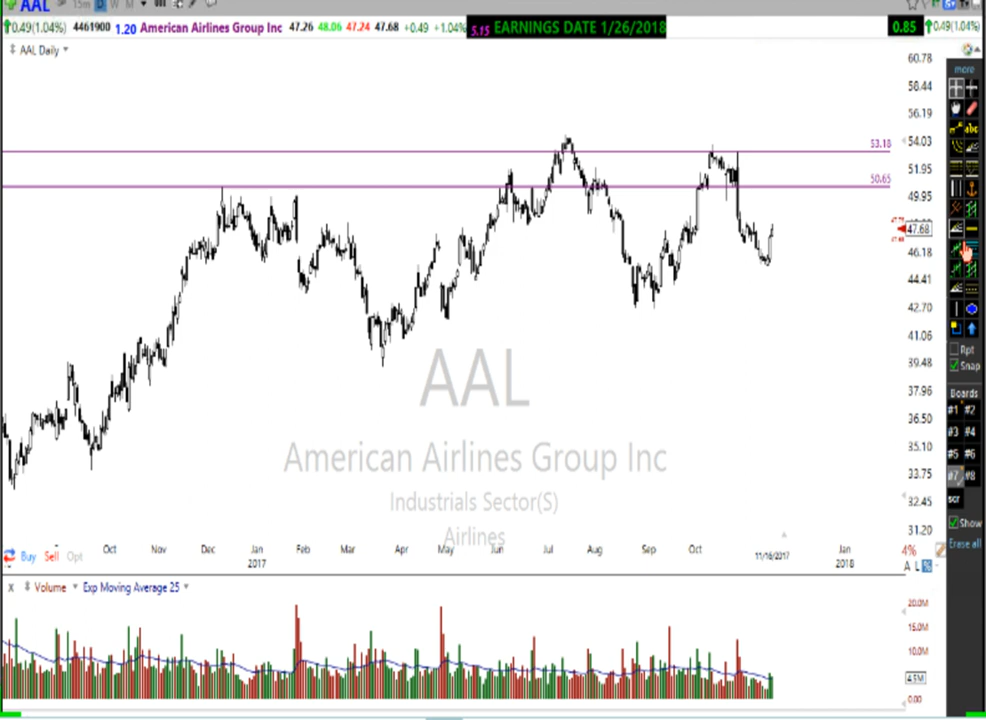 AAL 15m D W M
0.49(1.04%) 4461900 1.20 American Airlines Group Inc 47.26 48.06 47.24 47.68 +0.49 +1.04% 5.15 EARNINGS DATE 1/26/2018 0.85 0.49(1.04%)
AAL Daily
more
60.78
58.44
56.19
abc
54.03
53.18
51.95
50.65
49.95
47.68
46.18
44.41
42.70
41.06
Rpt
39.48
Snap
AAL
37.96
Boards
#1 #2
36.50
#3 #4
American Airlines Group Inc
35.10
#5 #6
33.75
#7 #8
Industrials Sector(S)
32.45
scr
Show
31.20
Airlines
Erase all
Oct Nov Dec Jan Feb Mar Apr May Jun Jul Aug Sep Oct 11/16/2017 Jan
2017 2018
Buy Sell Opt
4%
A L %
X Volume Exp Moving Average 25
20.0M
15.0M
10.0M
4.5M
0.00